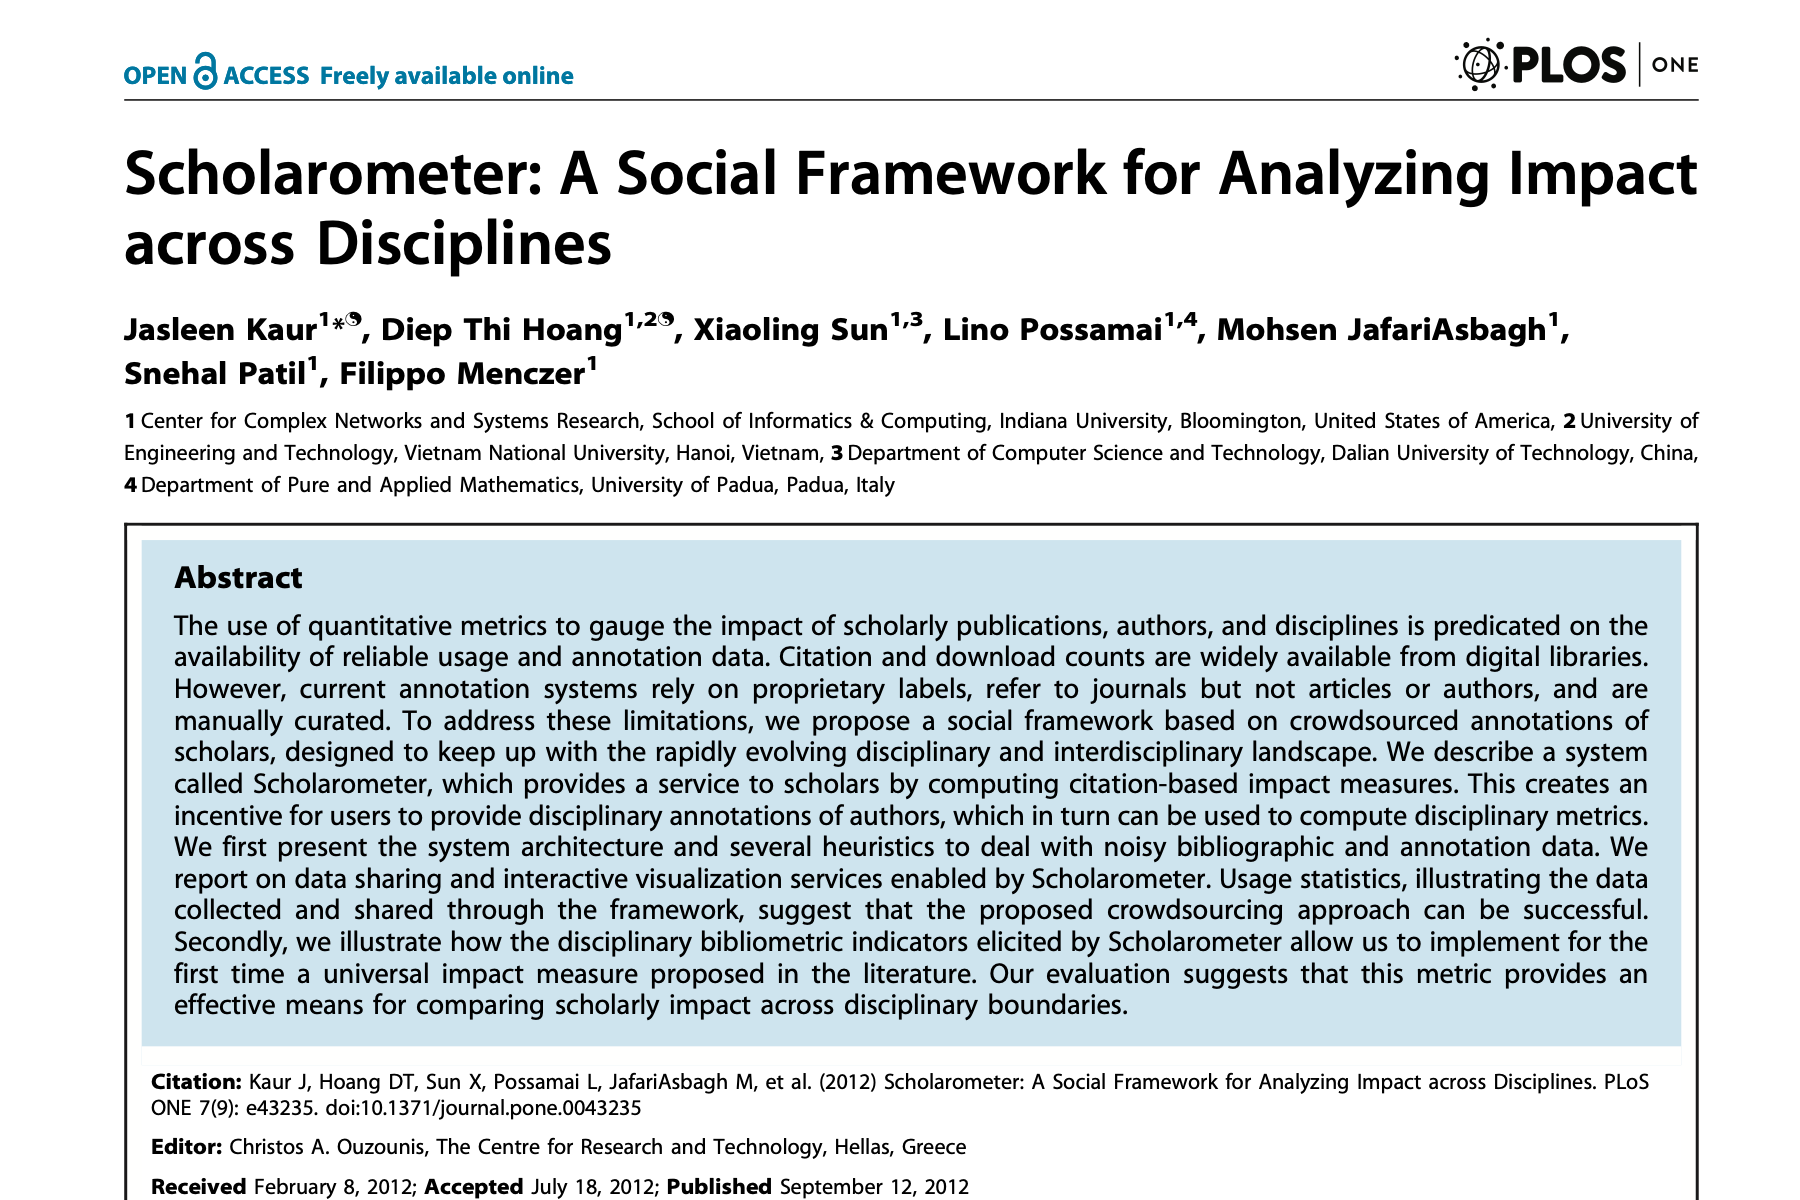 OPEN ACCESS Freely available online
PLOS ONE
Scholarometer: A Social Framework for Analyzing Impact
across Disciplines
Jasleen Kaur1*☯, Diep Thi Hoang1,2☯, Xiaoling Sun1,3, Lino Possamai1,4, Mohsen JafariAsbagh1,
Snehal Patil1, Filippo Menczer1
1 Center for Complex Networks and Systems Research, School of Informatics & Computing, Indiana University, Bloomington, United States of America, 2 University of
Engineering and Technology, Vietnam National University, Hanoi, Vietnam, 3 Department of Computer Science and Technology, Dalian University of Technology, China,
4 Department of Pure and Applied Mathematics, University of Padua, Padua, Italy
Abstract
The use of quantitative metrics to gauge the impact of scholarly publications, authors, and disciplines is predicated on the
availability of reliable usage and annotation data. Citation and download counts are widely available from digital libraries.
However, current annotation systems rely on proprietary labels, refer to journals but not articles or authors, and are
manually curated. To address these limitations, we propose a social framework based on crowdsourced annotations of
scholars, designed to keep up with the rapidly evolving disciplinary and interdisciplinary landscape. We describe a system
called Scholarometer, which provides a service to scholars by computing citation-based impact measures. This creates an
incentive for users to provide disciplinary annotations of authors, which in turn can be used to compute disciplinary metrics.
We first present the system architecture and several heuristics to deal with noisy bibliographic and annotation data. We
report on data sharing and interactive visualization services enabled by Scholarometer. Usage statistics, illustrating the data
collected and shared through the framework, suggest that the proposed crowdsourcing approach can be successful.
Secondly, we illustrate how the disciplinary bibliometric indicators elicited by Scholarometer allow us to implement for the
first time a universal impact measure proposed in the literature. Our evaluation suggests that this metric provides an
effective means for comparing scholarly impact across disciplinary boundaries.
Citation: Kaur J, Hoang DT, Sun X, Possamai L, JafariAsbagh M, et al. (2012) Scholarometer: A Social Framework for Analyzing Impact across Disciplines. PLoS
ONE 7(9): e43235. doi:10.1371/journal.pone.0043235
Editor: Christos A. Ouzounis, The Centre for Research and Technology, Hellas, Greece
Received February 8, 2012; Accepted July 18, 2012; Published September 12, 2012